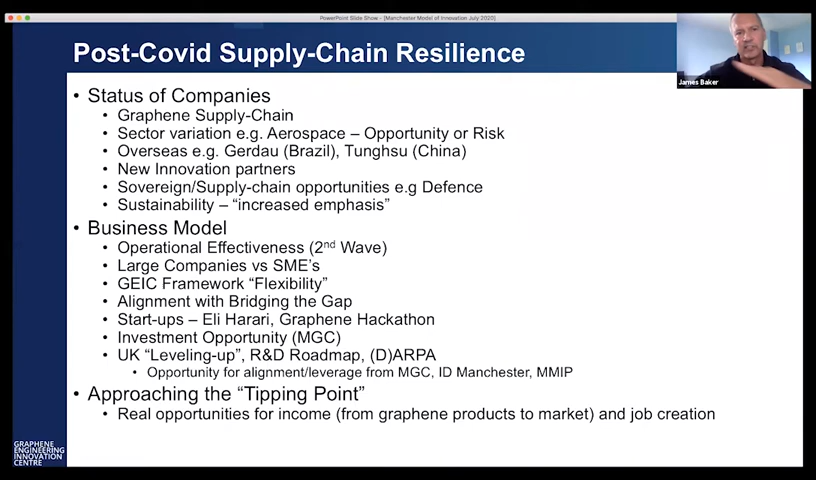 PowerPoint Slide Show - [Manchester Model of Innovation July 2020]
Post-Covid Supply-Chain Resilience
James Baker
• Status of Companies
• Graphene Supply-Chain
• Sector variation e.g. Aerospace – Opportunity or Risk
• Overseas e.g. Gerdau (Brazil), Tunghsu (China)
• New Innovation partners
• Sovereign/Supply-chain opportunities e.g Defence
• Sustainability – “increased emphasis”
• Business Model
• Operational Effectiveness (2nd Wave)
• Large Companies vs SME’s
• GEIC Framework “Flexibility”
• Alignment with Bridging the Gap
• Start-ups – Eli Harari, Graphene Hackathon
• Investment Opportunity (MGC)
• UK “Leveling-up”, R&D Roadmap, (D)ARPA
• Opportunity for alignment/leverage from MGC, ID Manchester, MMIP
• Approaching the “Tipping Point”
• Real opportunities for income (from graphene products to market) and job creation
GRAPHENE
ENGINEERING
INNOVATION
CENTRE